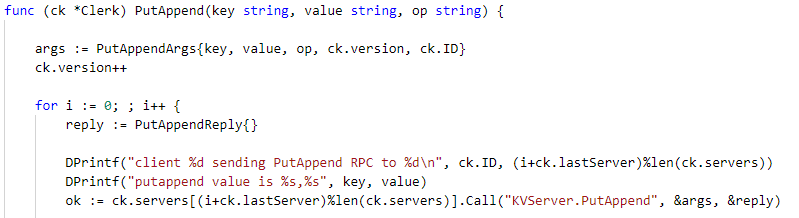 func (ck *Clerk) PutAppend(key string, value string, op string) {
args := PutAppendArgs{key, value, op, ck.version, ck.ID}
ck.version++
for i := 0; ; i++ {
reply := PutAppendReply{}
DPrintf("client %d sending PutAppend RPC to %d\n", ck.ID, (i+ck.lastServer)%len(ck.servers))
DPrintf("putappend value is %s,%s", key, value)
ok := ck.servers[(i+ck.lastServer)%len(ck.servers)].Call("KVServer.PutAppend", &args, &reply)